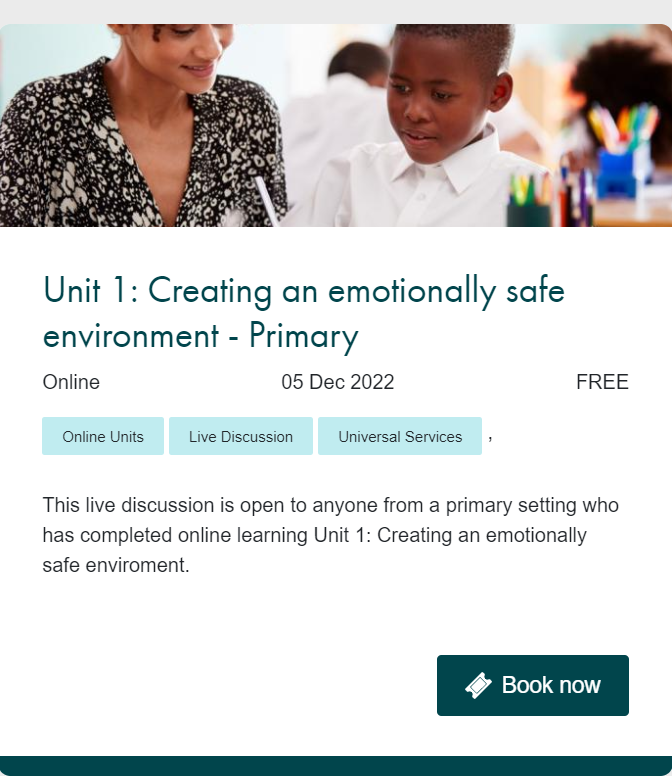 Unit 1: Creating an emotionally safe
environment - Primary
Online 05 Dec 2022 FREE
Online Units Live Discussion Universal Services ,
This live discussion is open to anyone from a primary setting who
has completed online learning Unit 1: Creating an emotionally
safe enviroment.
Book now